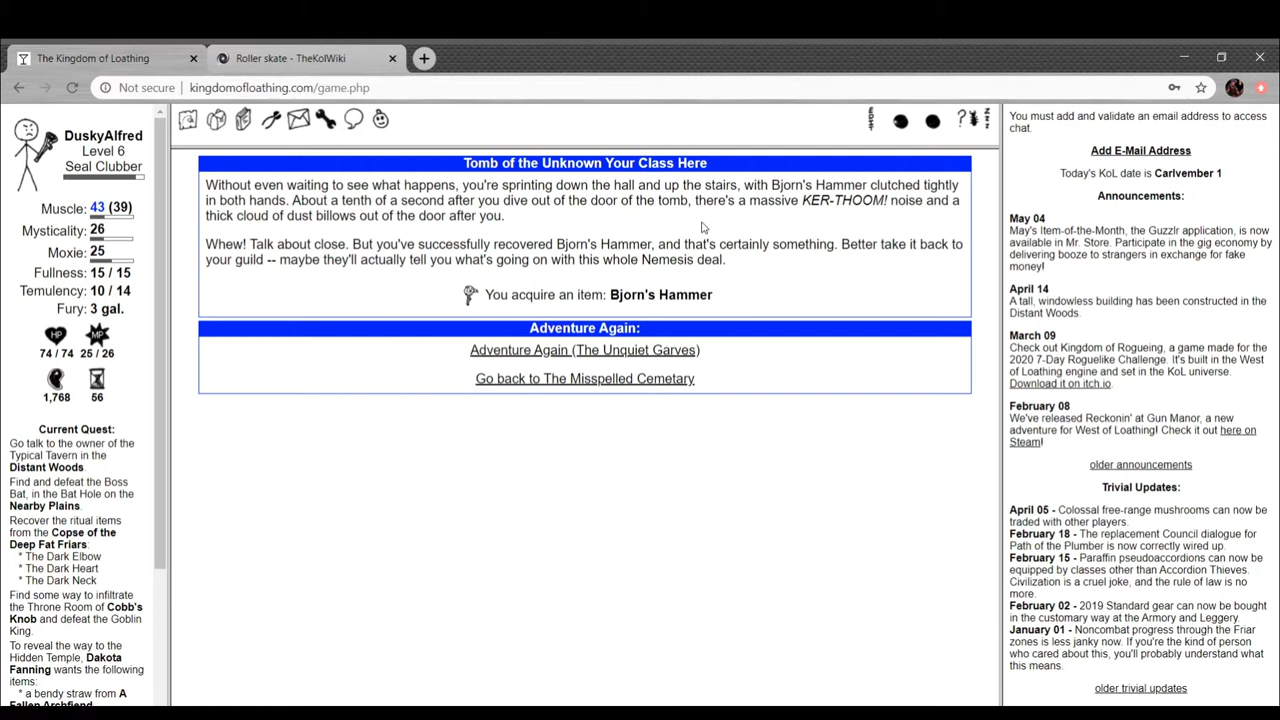 The Kingdom of Loathing
Roller skate - TheKolWiki
Not secure
kingdomofloathing.com/game.php
DuskyAlfred
Level 6
Seal Clubber
Muscle: 43 (39)
Mysticality: 26
Moxie: 25
Fullness: 15 / 15
Temulency: 10 / 14
Fury: 3 gal.
HP
MP
74 / 74
25 / 26
1,768
56
Current Quest:
Go talk to the owner of the
Typical Tavern in the
Distant Woods.
Find and defeat the Boss
Bat, in the Bat Hole on the
Nearby Plains.
Recover the ritual items
from the Copse of the
Deep Fat Friars:
* The Dark Elbow
* The Dark Heart
* The Dark Neck
Find some way to infiltrate
the Throne Room of Cobb's
Knob and defeat the Goblin
King.
To reveal the way to the
Hidden Temple, Dakota
Fanning wants the following
items:
* a bendy straw from A
Fallen Archfiend
Tomb of the Unknown Your Class Here
Without even waiting to see what happens, you're sprinting down the hall and up the stairs, with Bjorn's Hammer clutched tightly
in both hands. About a tenth of a second after you dive out of the door of the tomb, there's a massive KER-THOOM! noise and a
thick cloud of dust billows out of the door after you.
Whew! Talk about close. But you've successfully recovered Bjorn's Hammer, and that's certainly something. Better take it back to
your guild -- maybe they'll actually tell you what's going on with this whole Nemesis deal.
You acquire an item: Bjorn's Hammer
Adventure Again:
Adventure Again (The Unquiet Garves)
Go back to The Misspelled Cemetary
You must add and validate an email address to access
chat.
Add E-Mail Address
Today's KoL date is Carlvember 1
Announcements:
May 04
May's Item-of-the-Month, the Guzzlr application, is now
available in Mr. Store. Participate in the gig economy by
delivering booze to strangers in exchange for fake
money!
April 14
A tall, windowless building has been constructed in the
Distant Woods.
March 09
Check out Kingdom of Rogueing, a game made for the
2020 7-Day Roguelike Challenge. It's built in the West
of Loathing engine and set in the KoL universe.
Download it on itch.io.
February 08
We've released Reckonin' at Gun Manor, a new
adventure for West of Loathing! Check it out here on
Steam!
older announcements
Trivial Updates:
April 05 - Colossal free-range mushrooms can now be
traded with other players.
February 18 - The replacement Council dialogue for
Path of the Plumber is now correctly wired up.
February 15 - Paraffin pseudoaccordions can now be
equipped by classes other than Accordion Thieves.
Civilization is a cruel joke, and the rule of law is no
more.
February 02 - 2019 Standard gear can now be bought
in the customary way at the Armory and Leggery.
January 01 - Noncombat progress through the Friar
zones is less janky now. If you're the kind of person
who cared about this, you'll probably understand what
this means.
older trivial updates